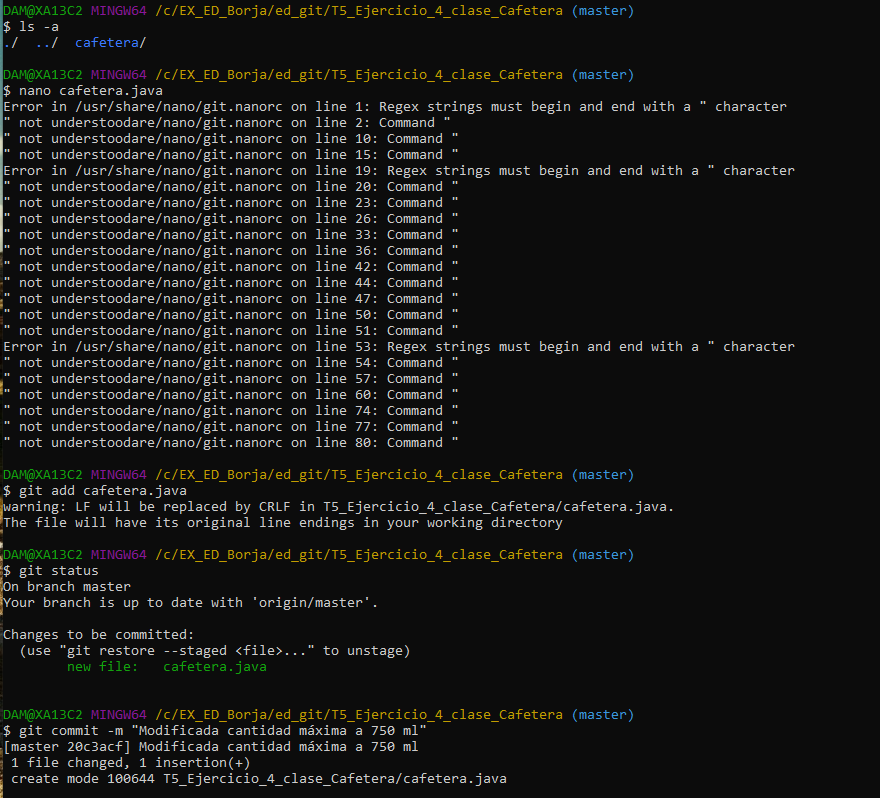 DAM@XA13C2 MINGW64 /c/EX_ED_Borja/ed_git/T5_Ejercicio_4_clase_Cafetera (master)
$ ls -a
./  ../  cafetera/
DAM@XA13C2 MINGW64 /c/EX_ED_Borja/ed_git/T5_Ejercicio_4_clase_Cafetera (master)
$ nano cafetera.java
Error in /usr/share/nano/git.nanorc on line 1: Regex strings must begin and end with a " character
" not understoodare/nano/git.nanorc on line 2: Command "
" not understoodare/nano/git.nanorc on line 10: Command "
" not understoodare/nano/git.nanorc on line 15: Command "
Error in /usr/share/nano/git.nanorc on line 19: Regex strings must begin and end with a " character
" not understoodare/nano/git.nanorc on line 20: Command "
" not understoodare/nano/git.nanorc on line 23: Command "
" not understoodare/nano/git.nanorc on line 26: Command "
" not understoodare/nano/git.nanorc on line 33: Command "
" not understoodare/nano/git.nanorc on line 36: Command "
" not understoodare/nano/git.nanorc on line 42: Command "
" not understoodare/nano/git.nanorc on line 44: Command "
" not understoodare/nano/git.nanorc on line 47: Command "
" not understoodare/nano/git.nanorc on line 50: Command "
" not understoodare/nano/git.nanorc on line 51: Command "
Error in /usr/share/nano/git.nanorc on line 53: Regex strings must begin and end with a " character
" not understoodare/nano/git.nanorc on line 54: Command "
" not understoodare/nano/git.nanorc on line 57: Command "
" not understoodare/nano/git.nanorc on line 60: Command "
" not understoodare/nano/git.nanorc on line 74: Command "
" not understoodare/nano/git.nanorc on line 77: Command "
" not understoodare/nano/git.nanorc on line 80: Command "
DAM@XA13C2 MINGW64 /c/EX_ED_Borja/ed_git/T5_Ejercicio_4_clase_Cafetera (master)
$ git add cafetera.java
warning: LF will be replaced by CRLF in T5_Ejercicio_4_clase_Cafetera/cafetera.java.
The file will have its original line endings in your working directory
DAM@XA13C2 MINGW64 /c/EX_ED_Borja/ed_git/T5_Ejercicio_4_clase_Cafetera (master)
$ git status
On branch master
Your branch is up to date with 'origin/master'.
Changes to be committed:
  (use "git restore --staged <file>..." to unstage)
        new file:   cafetera.java
DAM@XA13C2 MINGW64 /c/EX_ED_Borja/ed_git/T5_Ejercicio_4_clase_Cafetera (master)
$ git commit -m "Modificada cantidad máxima a 750 ml"
[master 20c3acf] Modificada cantidad máxima a 750 ml
 1 file changed, 1 insertion(+)
 create mode 100644 T5_Ejercicio_4_clase_Cafetera/cafetera.java